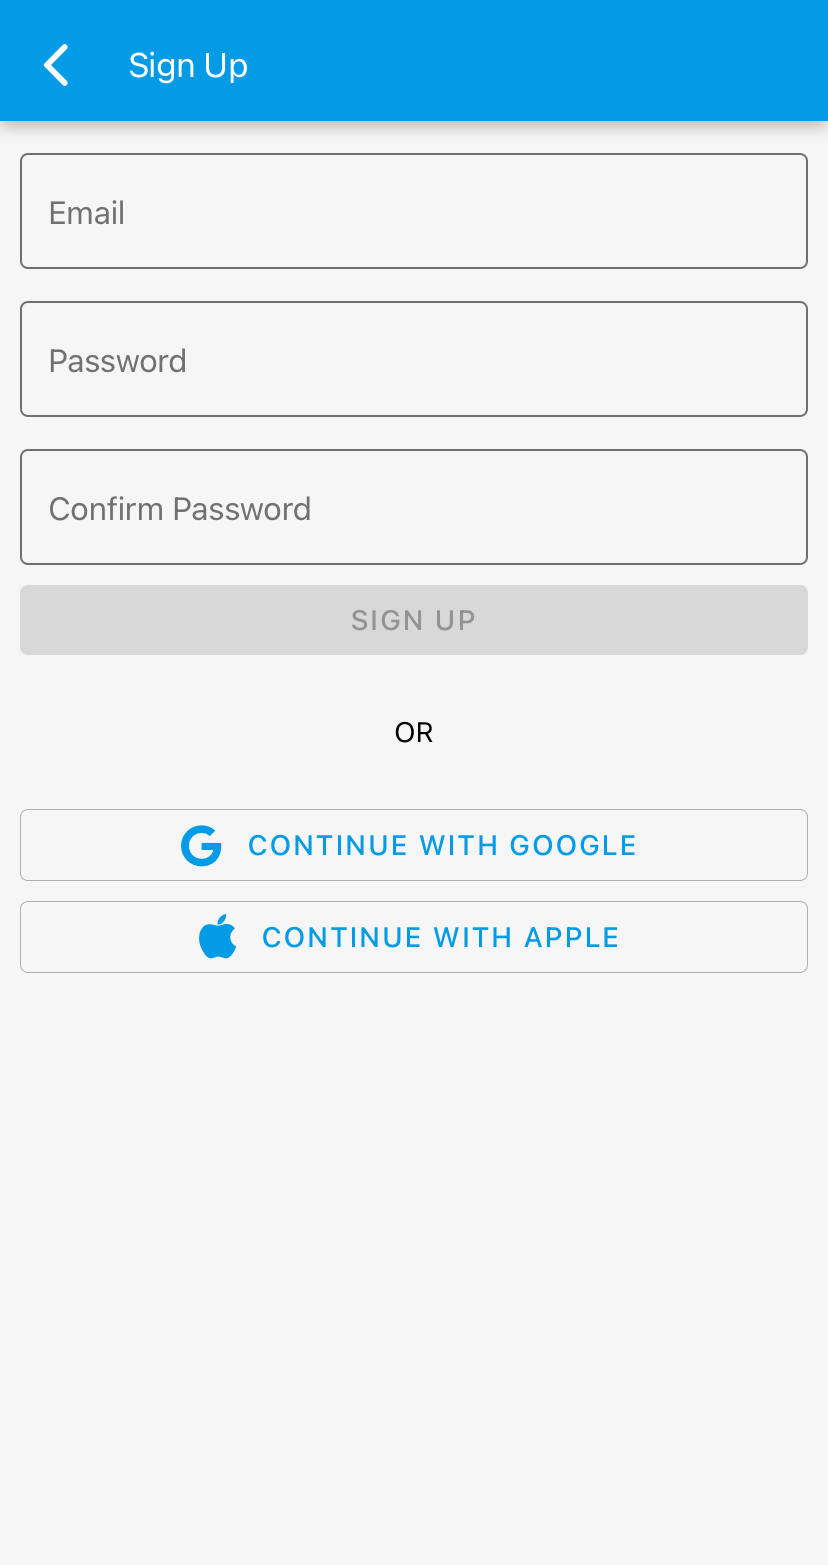 Sign Up
Email
Password
Confirm Password
SIGN UP
OR
CONTINUE WITH GOOGLE
CONTINUE WITH APPLE